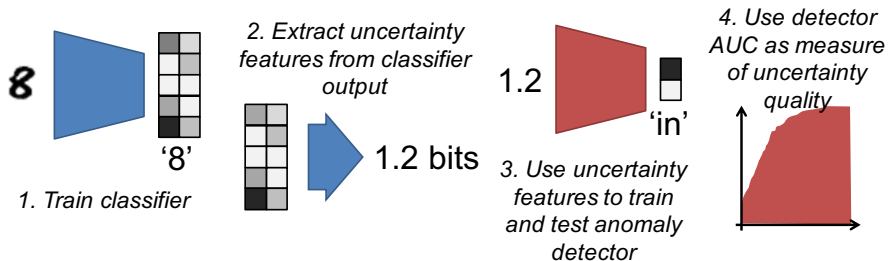 8
‘8’
1. Train classifier
2. Extract uncertainty
features from classifier
output
1.2 bits
1.2
‘in’
3. Use uncertainty
features to train
and test anomaly
detector
4. Use detector
AUC as measure
of uncertainty
quality